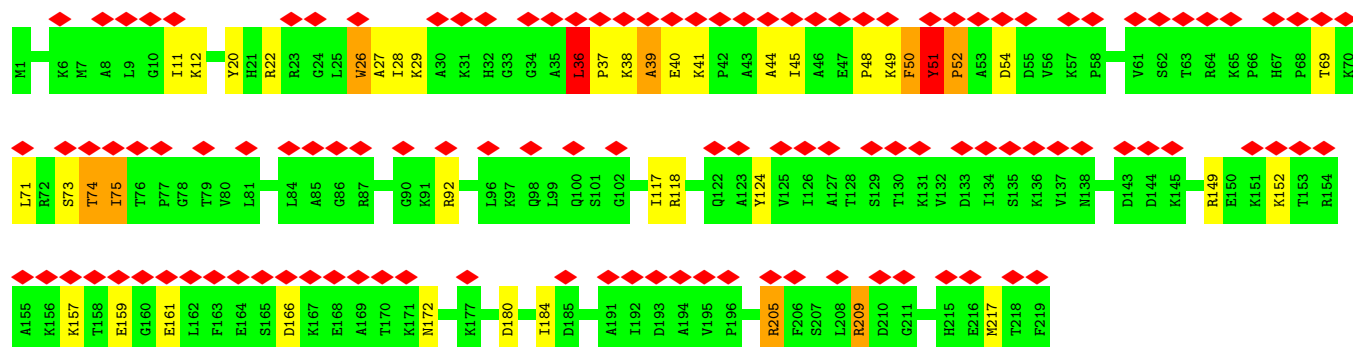 M1 K6 M7 A8 L9 G10 I11 K12 Y20 H21 R22 R23 G24 L25 W26 A27 I28 K29 A30 K31 H32 G33 G34 A35 L36 P37 K38 A39 E40 K41 P42 A43 A44 I45 A46 E47 P48 K49 F50 Y51 P52 A53 D54 D55 V56 K57 P58 V61 S62 T63 R64 K65 P66 H67 P68 T69 K70
L71 R72 S73 T74 I75 T76 P77 G78 T79 V80 L81 L84 A85 G86 R87 G90 K91 R92 L96 K97 Q98 L99 Q100 S101 G102 I117 R118 Q122 A123 Y124 V125 I126 A127 T128 S129 T130 K131 V132 D133 I134 S135 K136 V137 N138 D143 D144 K145 R149 E150 K151 K152 T153 R154
A155 K156 K157 T158 E159 G160 E161 L162 F163 E164 S165 D166 K167 E168 A169 T170 K171 N172 K177 D180 I184 D185 A191 I192 D193 A194 V195 P196 R205 F206 S207 L208 R209 D210 G211 H215 E216 M217 T218 F219